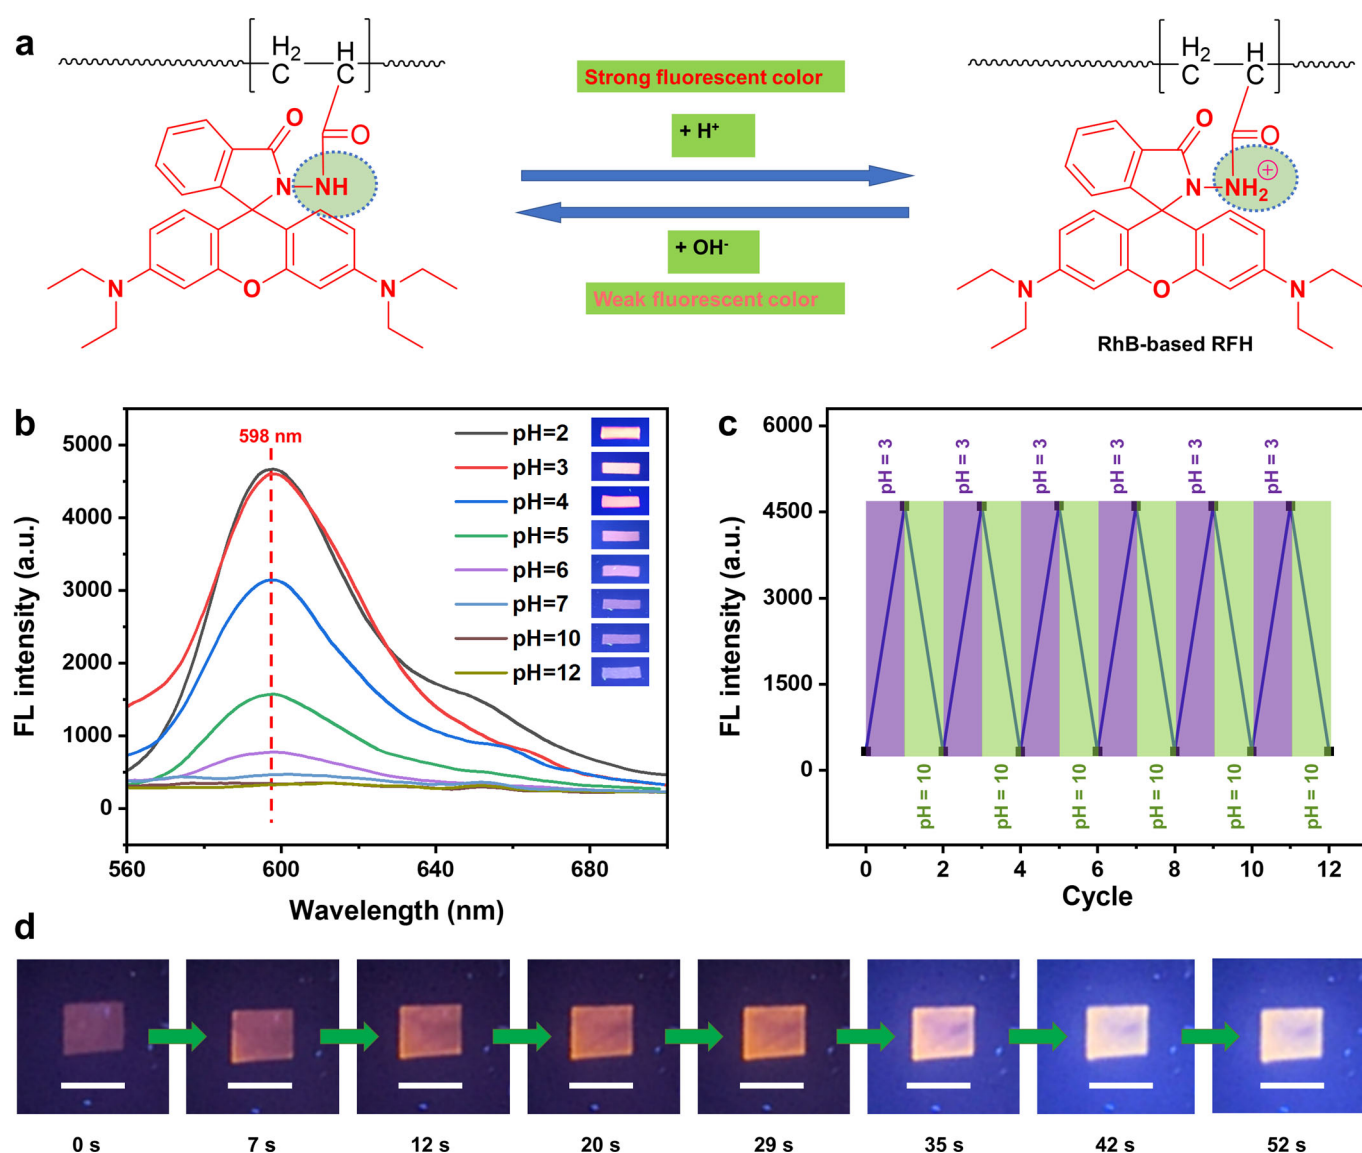 a
H2
C
H
C
O
O
N
NH
N
O
N
Strong fluorescent color
+ H+
+ OH-
Weak fluorescent color
H2
C
H
C
O
O
N
NH2
+
N
O
N
RhB-based RFH
b
598 nm
pH=2
pH=3
pH=4
pH=5
pH=6
pH=7
pH=10
pH=12
5000
4000
3000
2000
1000
0
FL intensity (a.u.)
560
600
640
680
Wavelength (nm)
c
6000
4500
3000
1500
0
FL intensity (a.u.)
pH = 3
pH = 3
pH = 3
pH = 3
pH = 3
pH = 3
pH = 10
pH = 10
pH = 10
pH = 10
pH = 10
pH = 10
0
2
4
6
8
10
12
Cycle
d
0 s
7 s
12 s
20 s
29 s
35 s
42 s
52 s